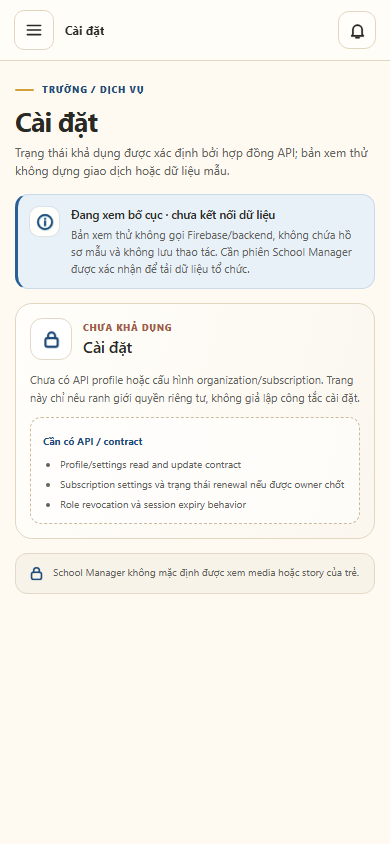 Cài đặt
TRƯỜNG / DỊCH VỤ
Cài đặt
Trạng thái khả dụng được xác định bởi hợp đồng API; bản xem thử
không dùng giao dịch hoặc dữ liệu mẫu.
Đang xem bố cục · chưa kết nối dữ liệu
Bản xem thử không gọi Firebase/backend, không chứa hồ
sơ mẫu và không lưu thao tác. Cần phiên School Manager
được xác nhận để tải dữ liệu tổ chức.
CHƯA KHẢ DỤNG
Cài đặt
Chưa có API profile hoặc cấu hình organization/subscription. Trang
này chỉ nêu ranh giới quyền riêng tư, không giả lập công tắc cài đặt.
Cần có API / contract
Profile/settings read and update contract
Subscription settings và trạng thái renewal nếu được owner chốt
Role revocation và session expiry behavior
School Manager không mặc định được xem media hoặc story của trẻ.